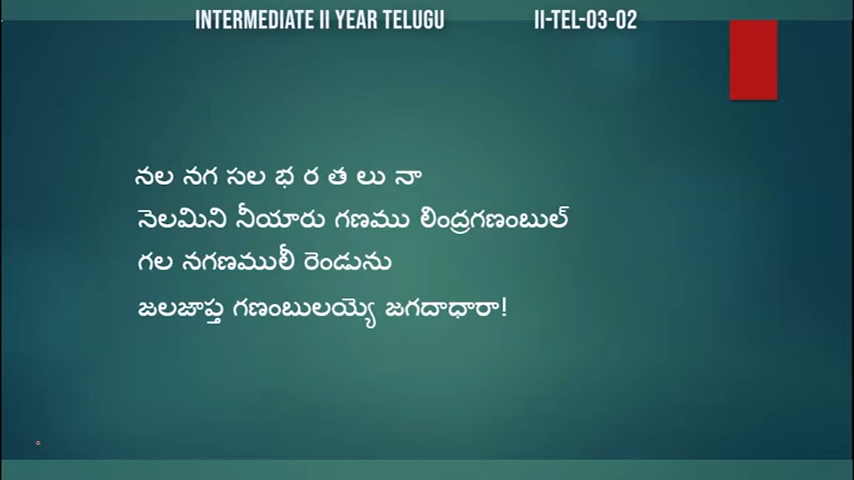 INTERMEDIATE II YEAR TELUGU II-TEL-03-02
నల నగ సల భ ర త లు నా
నెలమిని నీయారు గణము లింద్రగణంబుల్
గల నగణములీ రెండును
జలజాప్త గణంబులయ్యె జగదాధారా!